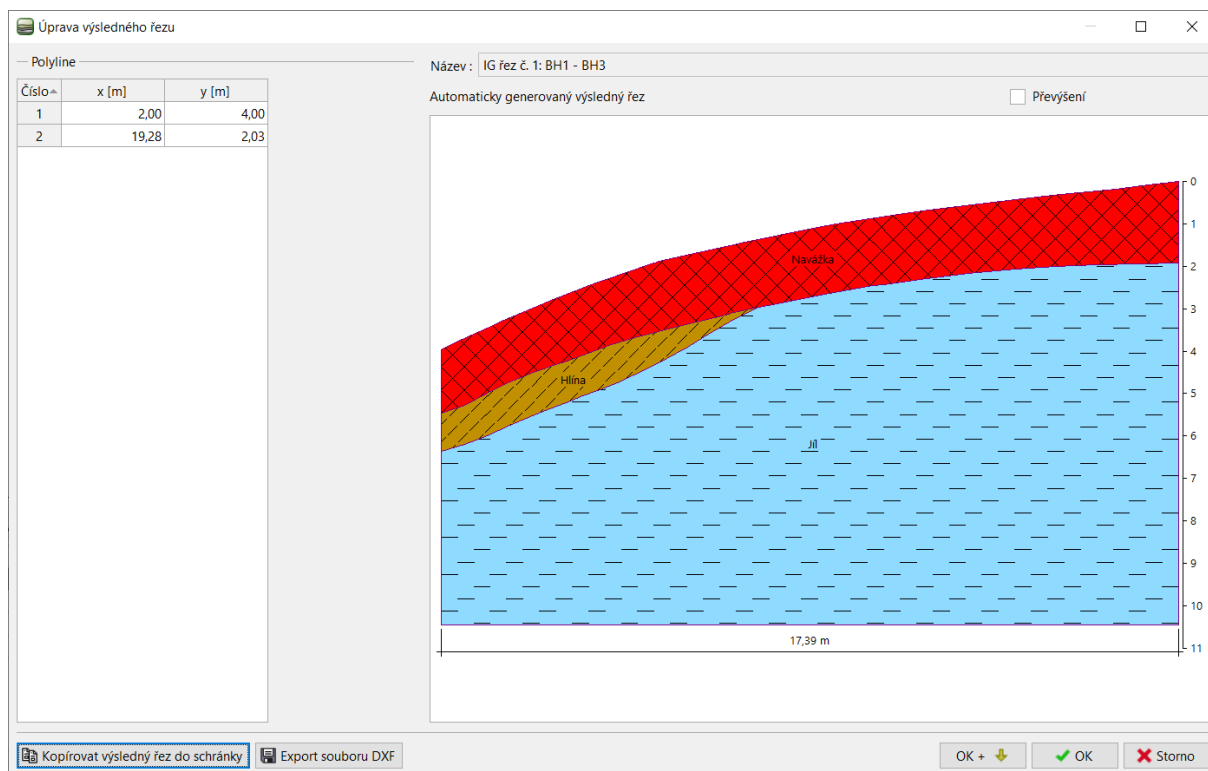 Úprava výsledného řezu
Polyline
Číslo x [m] y [m]
1 2,00 4,00
2 19,28 2,03
Název : IG řez č. 1: BH1 - BH3
Automaticky generovaný výsledný řez
Převýšení
Navážka
Hlína
Jíl
0
1
2
3
4
5
6
7
8
9
10
11
17,39 m
Kopírovat výsledný řez do schránky
Export souboru DXF
OK +
OK
Storno